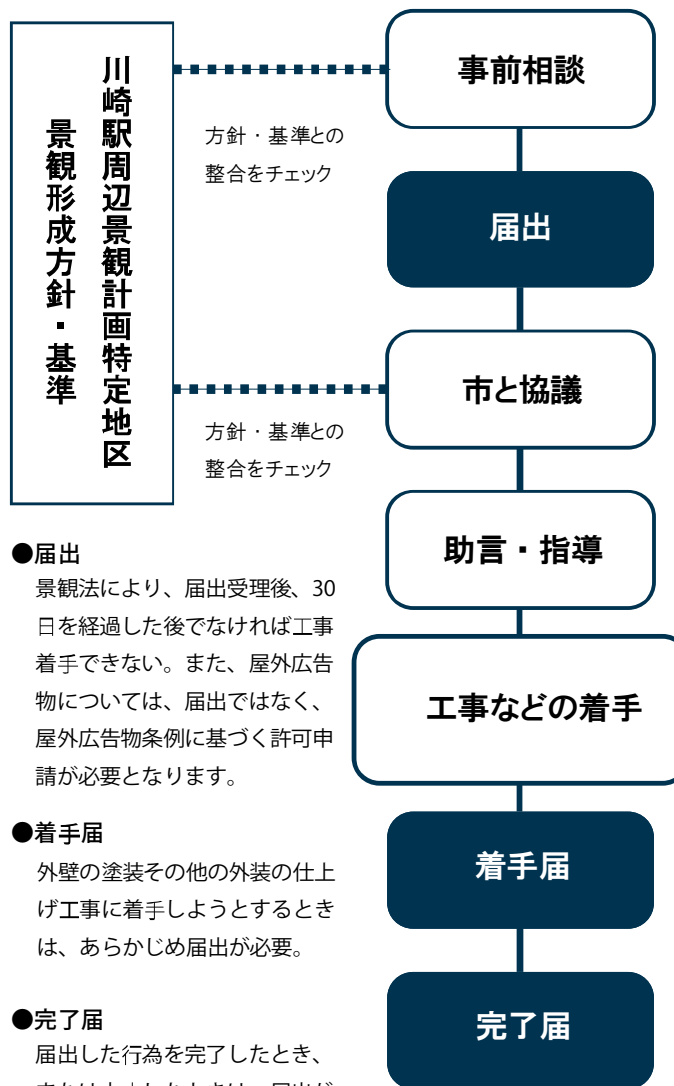 川崎駅周辺景観計画特定地区
景観形成方針・基準
方針・基準との
整合をチェック
方針・基準との
整合をチェック
事前相談
届出
市と協議
助言・指導
工事などの着手
着手届
完了届
●届出
景観法により、届出受理後、30
日を経過した後でなければ工事
着手できない。また、屋外広告
物については、届出ではなく、
屋外広告物条例に基づく許可申
請が必要となります。
●着手届
外壁の塗装その他の外装の仕上
げ工事に着手しようとするとき
は、あらかじめ届出が必要。
●完了届
届出した行為を完了したとき、